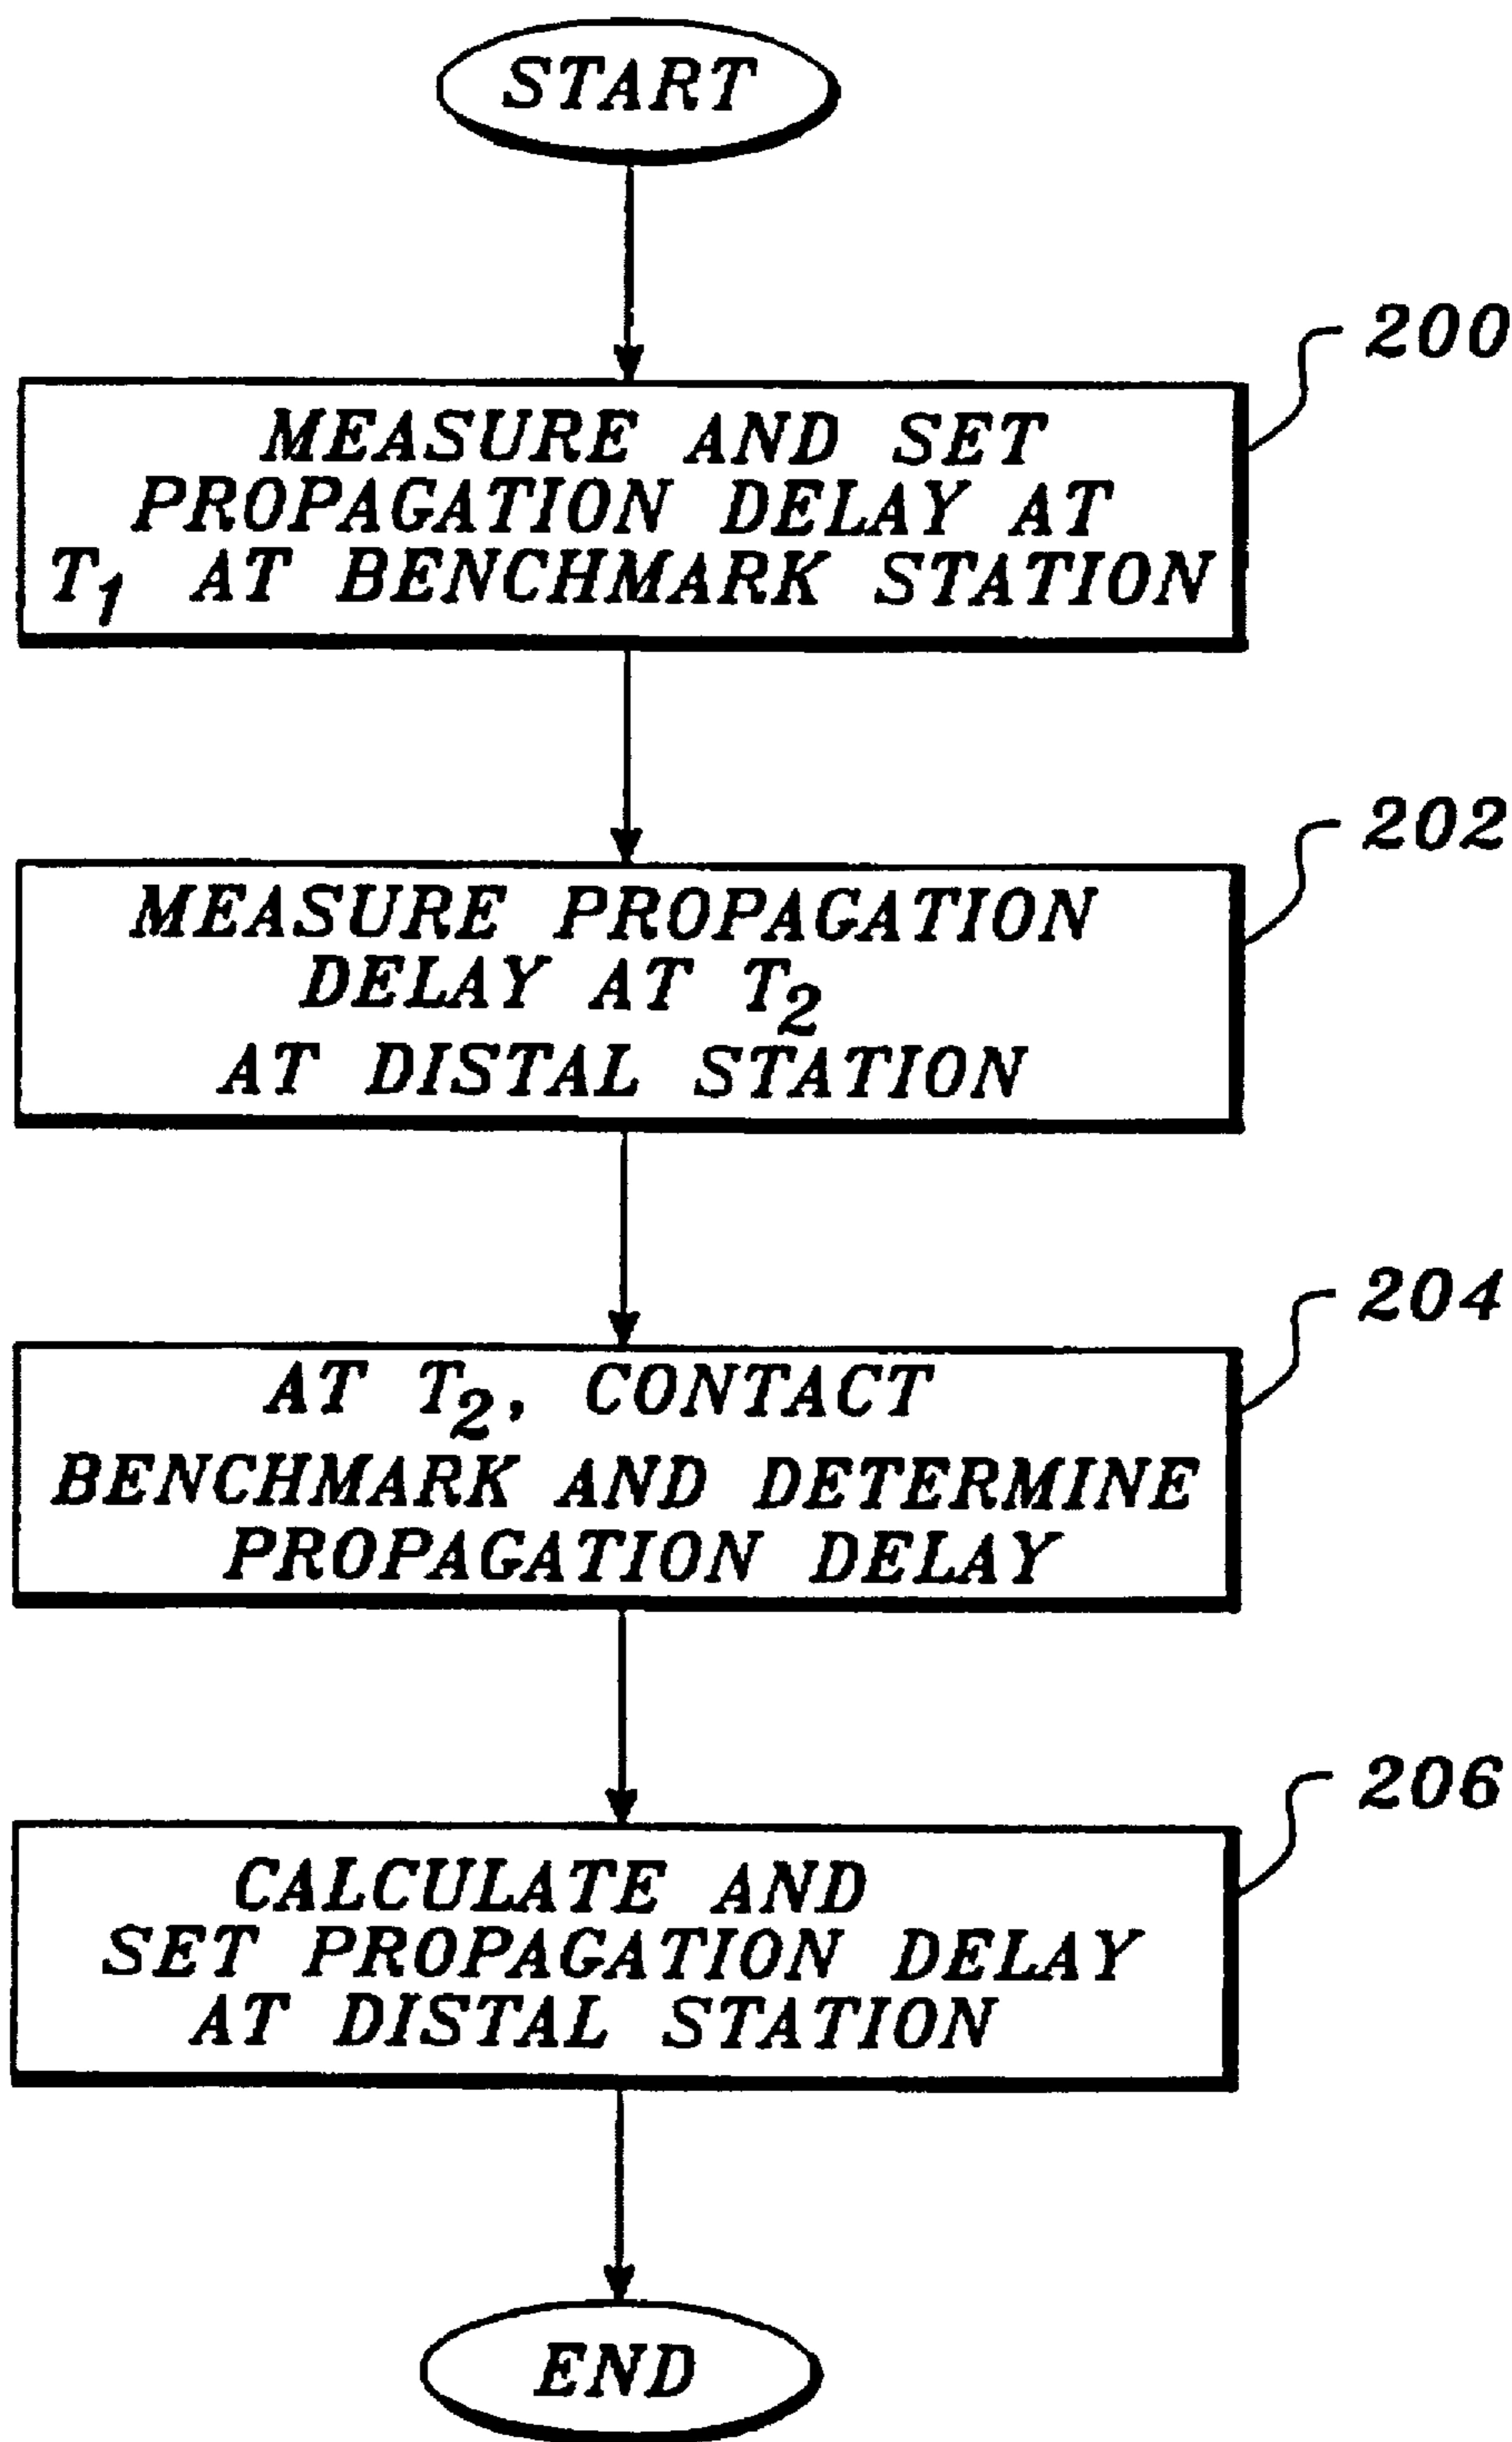 START
200
MEASURE AND SET
PROPAGATION DELAY AT
T₁ AT BENCHMARK STATION
202
MEASURE PROPAGATION
DELAY AT T₂
AT DISTAL STATION
204
AT T₂, CONTACT
BENCHMARK AND DETERMINE
PROPAGATION DELAY
206
CALCULATE AND
SET PROPAGATION DELAY
AT DISTAL STATION
END